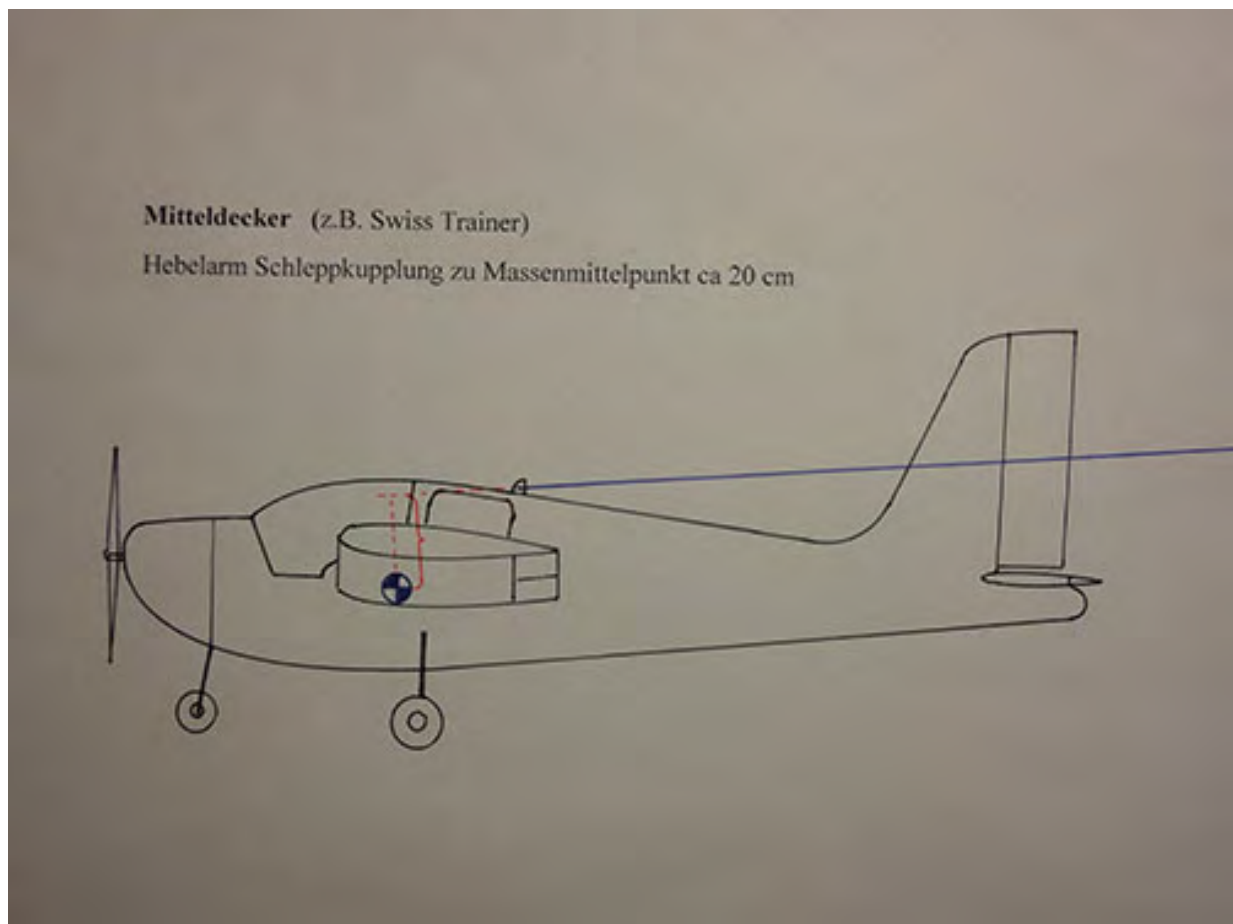 Mitteldecker (z.B. Swiss Trainer)
Hebelarm Schleppkupplung zu Massenmittelpunkt ca 20 cm